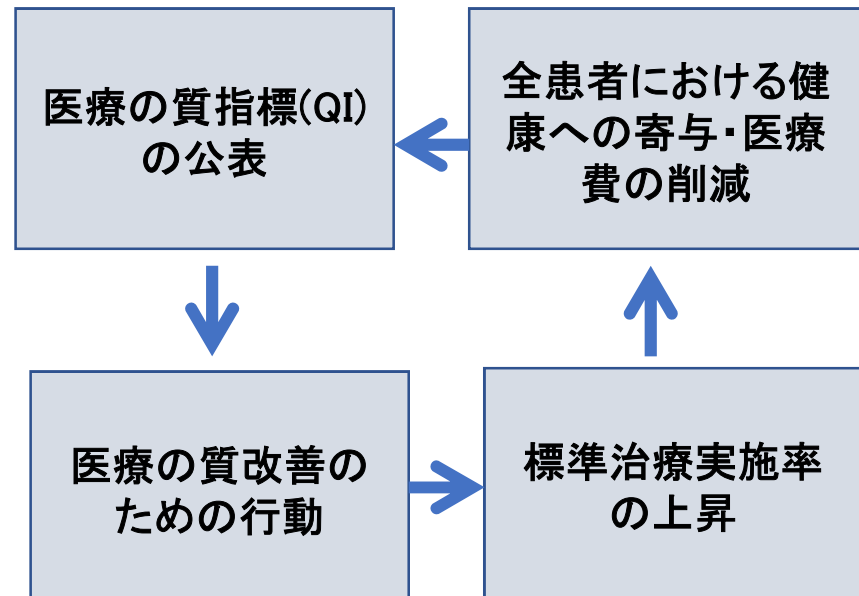 医療の質指標(QI)
の公表
全患者における健
康への寄与・医療
費の削減
医療の質改善の
ための行動
標準治療実施率
の上昇